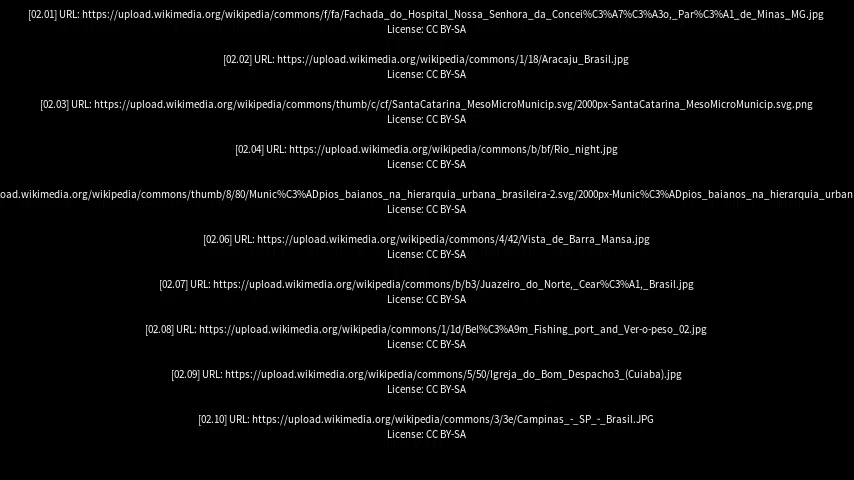 [02.01] URL: https://upload.wikimedia.org/wikipedia/commons/f/fa/Fachada_do_Hospital_Nossa_Senhora_da_Concei%C3%A7%C3%A3o,_Par%C3%A1_de_Minas_MG.jpg
License: CC BY-SA
[02.02] URL: https://upload.wikimedia.org/wikipedia/commons/1/18/Aracaju_Brasil.jpg
License: CC BY-SA
[02.03] URL: https://upload.wikimedia.org/wikipedia/commons/thumb/c/cf/SantaCatarina_MesoMicroMunicip.svg/2000px-SantaCatarina_MesoMicroMunicip.svg.png
License: CC BY-SA
[02.04] URL: https://upload.wikimedia.org/wikipedia/commons/b/bf/Rio_night.jpg
License: CC BY-SA
oad.wikimedia.org/wikipedia/commons/thumb/8/80/Munic%C3%ADpios_baianos_na_hierarquia_urbana_brasileira-2.svg/2000px-Munic%C3%ADpios_baianos_na_hierarquia_urban
License: CC BY-SA
[02.06] URL: https://upload.wikimedia.org/wikipedia/commons/4/42/Vista_de_Barra_Mansa.jpg
License: CC BY-SA
[02.07] URL: https://upload.wikimedia.org/wikipedia/commons/b/b3/Juazeiro_do_Norte,_Cear%C3%A1,_Brasil.jpg
License: CC BY-SA
[02.08] URL: https://upload.wikimedia.org/wikipedia/commons/1/1d/Bel%C3%A9m_Fishing_port_and_Ver-o-peso_02.jpg
License: CC BY-SA
[02.09] URL: https://upload.wikimedia.org/wikipedia/commons/5/50/Igreja_do_Bom_Despacho3_(Cuiaba).jpg
License: CC BY-SA
[02.10] URL: https://upload.wikimedia.org/wikipedia/commons/3/3e/Campinas_-_SP_-_Brasil.JPG
License: CC BY-SA